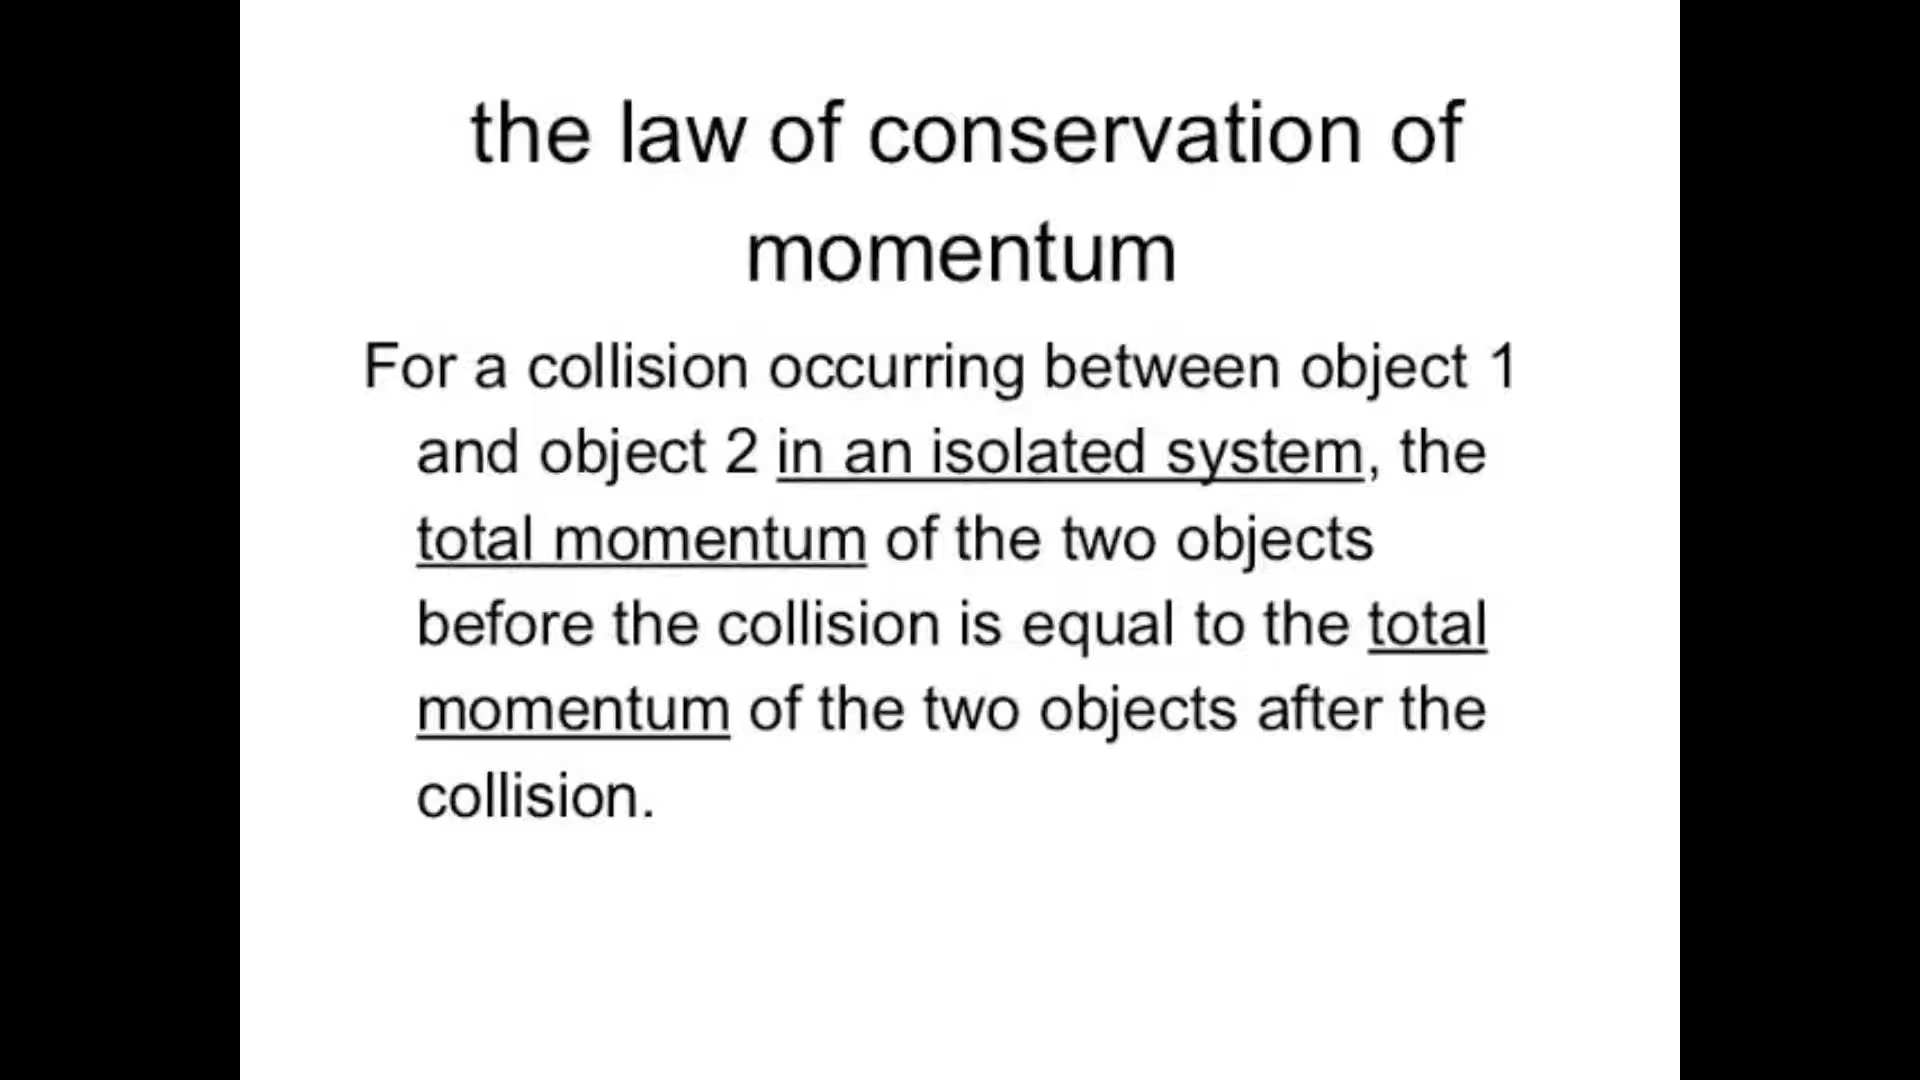 the law of conservation of
momentum
For a collision occurring between object 1
and object 2 in an isolated system, the
total momentum of the two objects
before the collision is equal to the total
momentum of the two objects after the
collision.